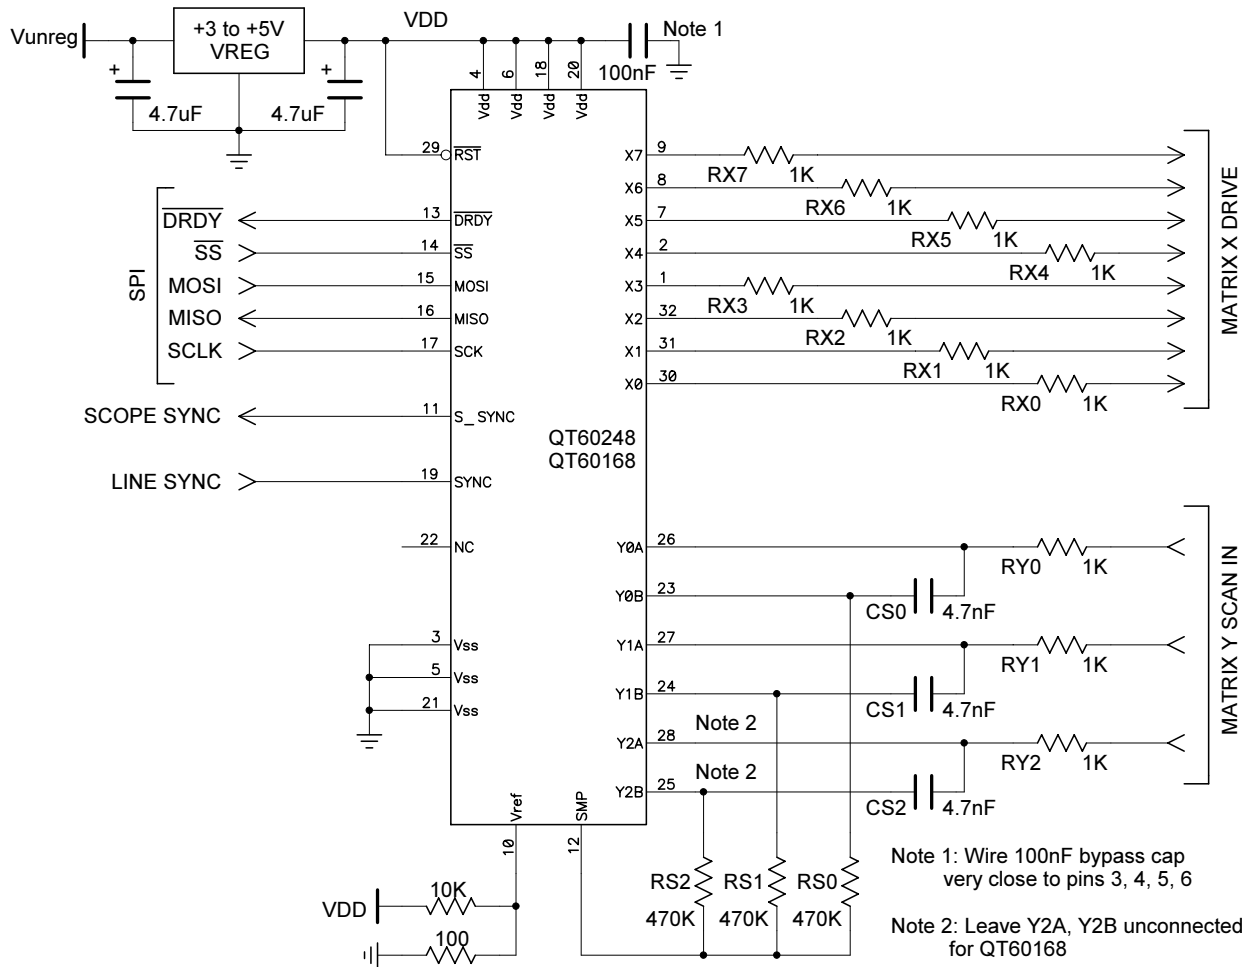 Vunreg
+3 to +5V
VREG
VDD
Note 1
+
4.7uF
+
4.7uF
100nF
4
6
18
20
Vdd
Vdd
Vdd
Vdd
29
RST
SPI
DRDY
13
DRDY
SS
14
SS
MOSI
15
MOSI
MISO
16
MISO
SCLK
17
SCK
SCOPE SYNC
11
S_SYNC
LINE SYNC
19
SYNC
22
NC
3
Vss
5
Vss
21
Vss
QT60248
QT60168
X7
9
RX7
1K
X6
8
RX6
1K
X5
7
RX5
1K
X4
2
RX4
1K
X3
1
RX3
1K
X2
32
RX2
1K
X1
31
RX1
1K
X0
30
RX0
1K
MATRIX X DRIVE
Y0A
26
RY0
1K
Y0B
23
CS0
4.7nF
Y1A
27
RY1
1K
Y1B
24
CS1
4.7nF
Note 2
Y2A
28
RY2
1K
Note 2
Y2B
25
CS2
4.7nF
MATRIX Y SCAN IN
Vref
10
SMP
12
VDD
10K
100
RS2
470K
RS1
470K
RS0
470K
Note 1: Wire 100nF bypass cap
very close to pins 3, 4, 5, 6
Note 2: Leave Y2A, Y2B unconnected
for QT60168